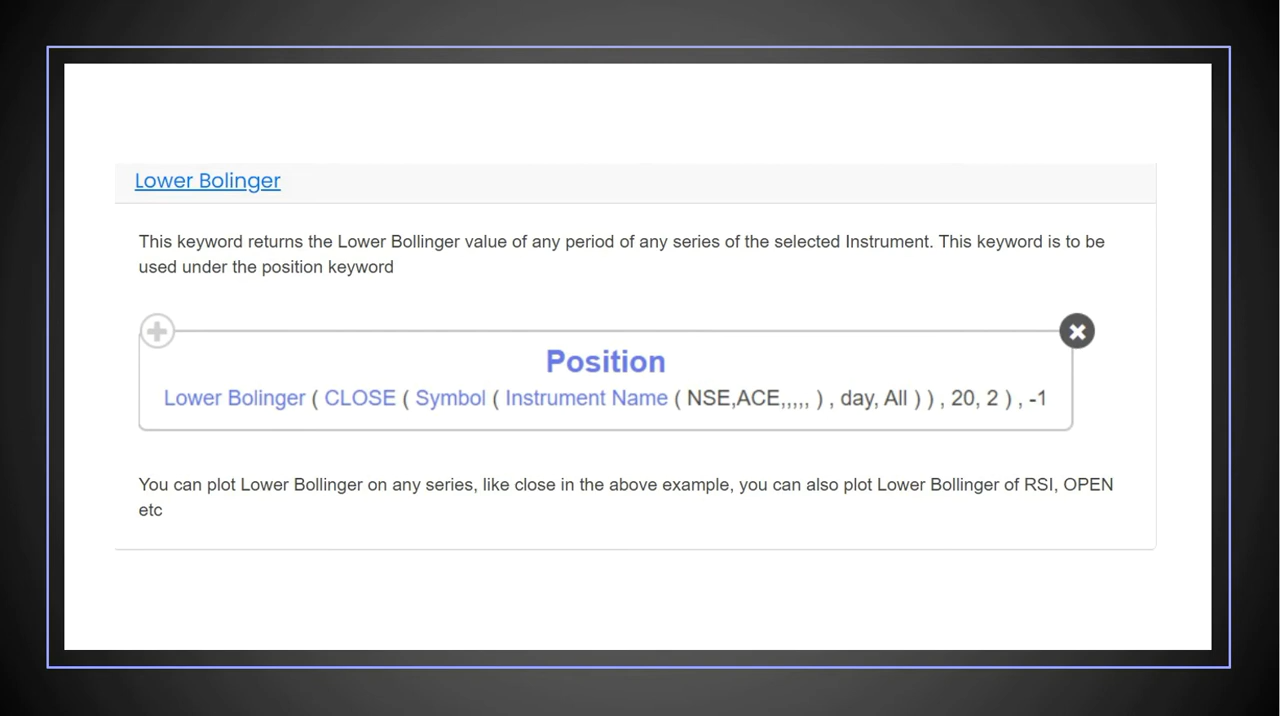 Lower Bolinger
This keyword returns the Lower Bollinger value of any period of any series of the selected Instrument. This keyword is to be
used under the position keyword
Position
Lower Bolinger ( CLOSE ( Symbol ( Instrument Name ( NSE,ACE,,,,, ) , day, All ) ) , 20, 2 ) , -1
You can plot Lower Bollinger on any series, like close in the above example, you can also plot Lower Bollinger of RSI, OPEN
etc